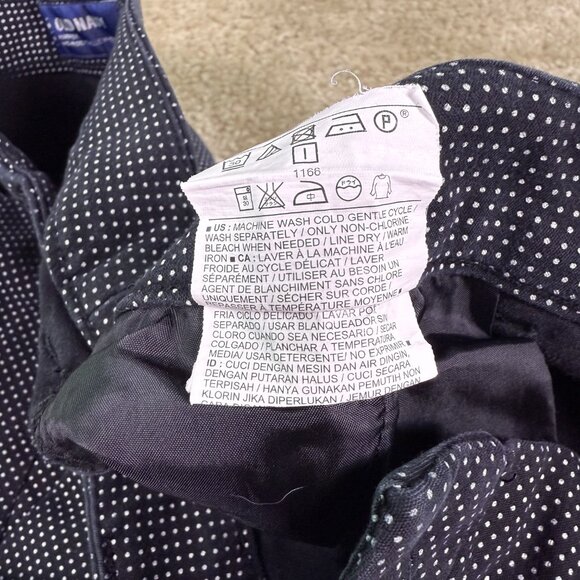 OLD NAVY
50
P
®
1166
■ US : MACHINE WASH COLD GENTLE CYCLE /
WASH SEPARATELY / ONLY NON-CHLORINE
BLEACH WHEN NEEDED / LINE DRY / WARM
IRON ■ CA : LAVER À LA MACHINE À L'EAU
FROIDE AU CYCLE DÉLICAT / LAVER
SÉPARÉMENT / UTILISER AU BESOIN UN
AGENT DE BLANCHIMENT SANS CHLORE
UNIQUEMENT / SÉCHER SUR CORDE /
REPASSER À TEMPÉRATURE MOYENNE
FRIA CICLO DELICADO / LAVAR POR
SEPARADO / USAR BLANQUEADOR SIN
CLORO CUANDO SEA NECESARIO / SECAR
COLGADO / PLANCHAR A TEMPERATURA
MEDIA / USAR DETERGENTE / NO EXPRIMIR ■
ID : CUCI DENGAN MESIN DAN AIR DINGIN,
DENGAN PUTARAN HALUS / CUCI SECARA
TERPISAH / HANYA GUNAKAN PEMUTIH NON
KLORIN JIKA DIPERLUKAN / JEMUR DENGAN